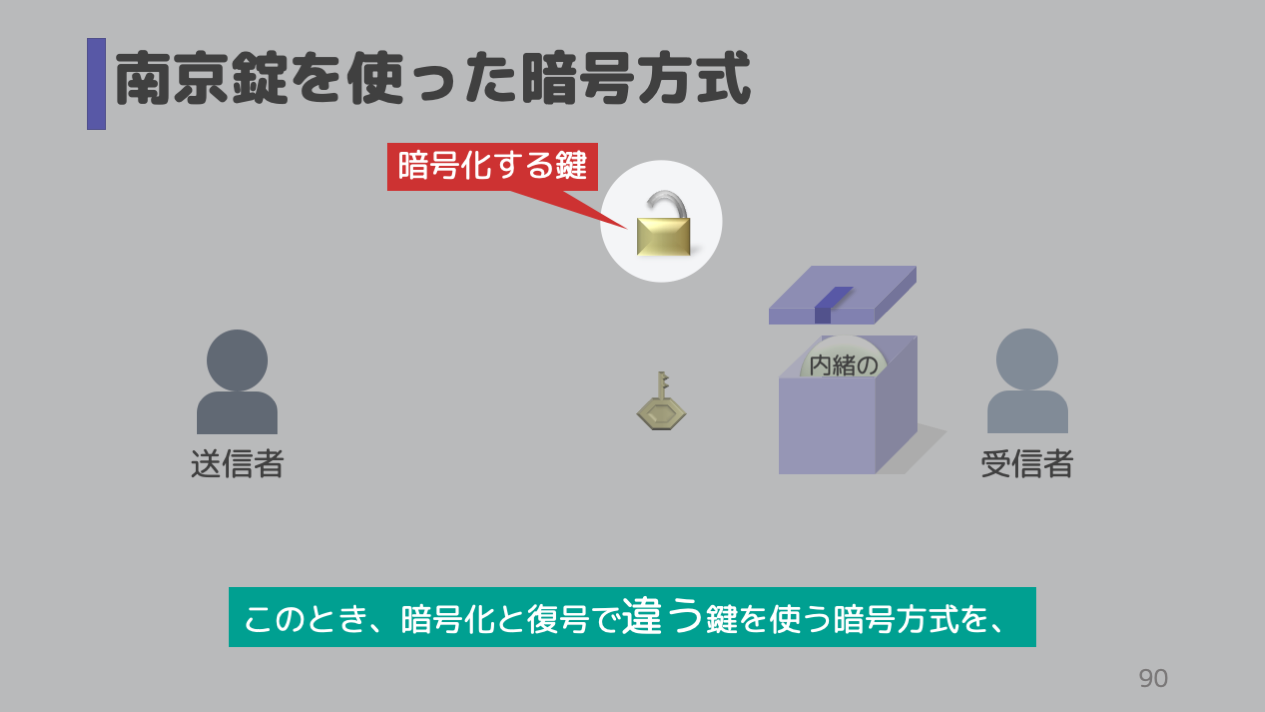 南京錠を使った暗号方式
暗号化する鍵
内緒の
送信者
受信者
このとき、暗号化と復号で違う鍵を使う暗号方式を、
90